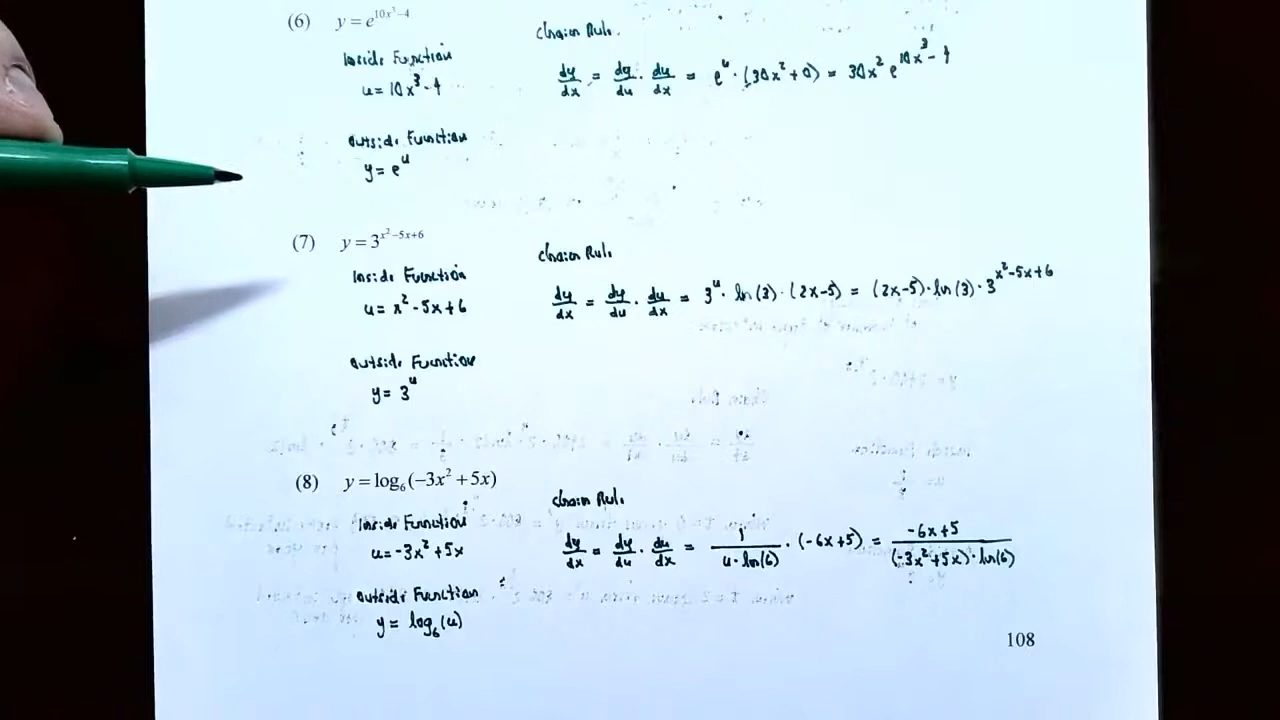 (6) y = e^{10x^3-4}
Chain Rule
Inside Function
u = 10x^3 - 4
dy/dx = dy/du · du/dx = e^u · (30x^2 + 0) = 30x^2 e^{10x^3 - 4}
Outside Function
y = e^u
(7) y = 3^{x^2-5x+6}
Chain Rule
Inside Function
u = x^2 - 5x + 6
dy/dx = dy/du · du/dx = 3^u · ln(3) · (2x-5) = (2x-5) · ln(3) · 3^{x^2-5x+6}
Outside Function
y = 3^u
(8) y = log_6(-3x^2 + 5x)
Chain Rule
Inside Function
u = -3x^2 + 5x
dy/dx = dy/du · du/dx = 1/(u · ln(6)) · (-6x+5) = (-6x+5)/((-3x^2+5x) · ln(6))
Outside Function
y = log_6(u)
108